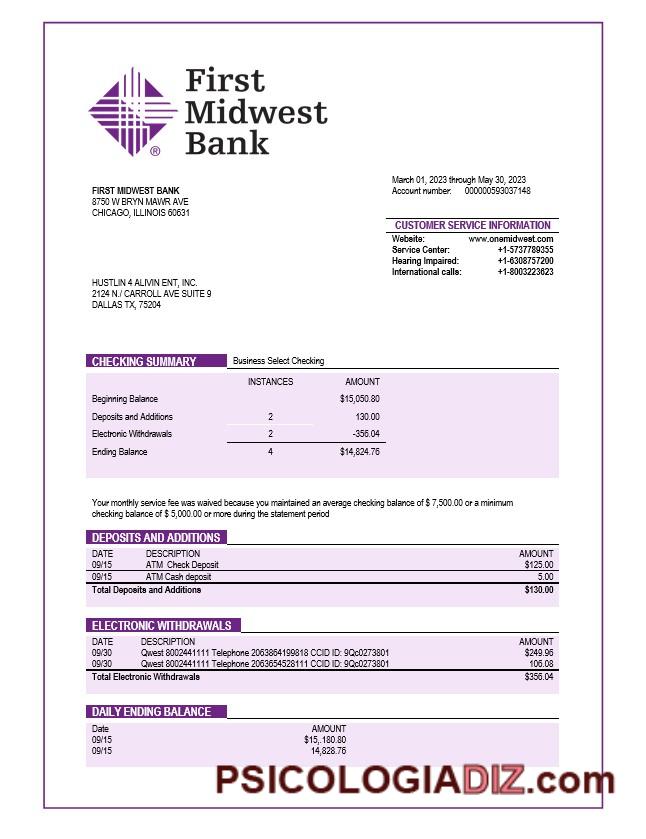 First
Midwest
Bank
®
March 01, 2023 through May 30, 2023
Account number: 000000593037148
FIRST MIDWEST BANK
8750 W BRYN MAWR AVE
CHICAGO, ILLINOIS 60631
CUSTOMER SERVICE INFORMATION
Website: www.onemidwest.com
Service Center: +1-5737789355
Hearing Impaired: +1-6308757200
International calls: +1-8003223623
HUSTLIN 4 ALIVIN ENT, INC.
2124 N./ CARROLL AVE SUITE 9
DALLAS TX, 75204
CHECKING SUMMARY Business Select Checking
INSTANCES AMOUNT
Beginning Balance $15,050.80
Deposits and Additions 2 130.00
Electronic Withdrawals 2 -356.04
Ending Balance 4 $14,824.76
Your monthly service fee was waived because you maintained an average checking balance of $ 7,500.00 or a minimum
checking balance of $ 5,000.00 or more during the statement period
DEPOSITS AND ADDITIONS
DATE DESCRIPTION AMOUNT
09/15 ATM Check Deposit $125.00
09/15 ATM Cash deposit 5.00
Total Deposits and Additions $130.00
ELECTRONIC WITHDRAWALS
DATE DESCRIPTION AMOUNT
09/30 Qwest 8002441111 Telephone 2063864199818 CCID ID: 9Qc0273801 $249.96
09/30 Qwest 8002441111 Telephone 2063654528111 CCID ID: 9Qc0273801 106.08
Total Electronic Withdrawals $356.04
DAILY ENDING BALANCE
Date AMOUNT
09/15 $15,.180.80
09/15 14,828.76
PSICOLOGIADIZ.com